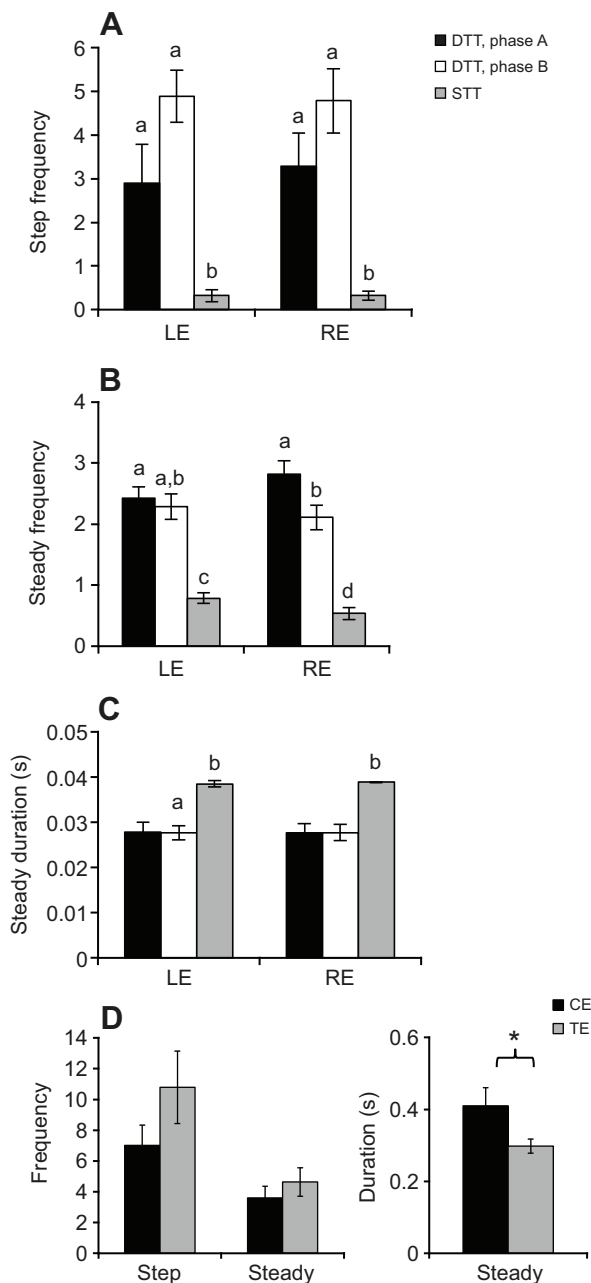 A
DTT, phase A
DTT, phase B
STT
Step frequency
6
5
4
3
2
1
0
a
a
b
a
a
b
LE
RE
B
Steady frequency
4
3
2
1
0
a
a,b
c
a
b
d
LE
RE
C
Steady duration (s)
0.05
0.04
0.03
0.02
0.01
0
a
b
b
LE
RE
D
CE
TE
Frequency
14
12
10
8
6
4
2
0
Step
Steady
Duration (s)
0.6
0.4
0.2
0
*
Steady